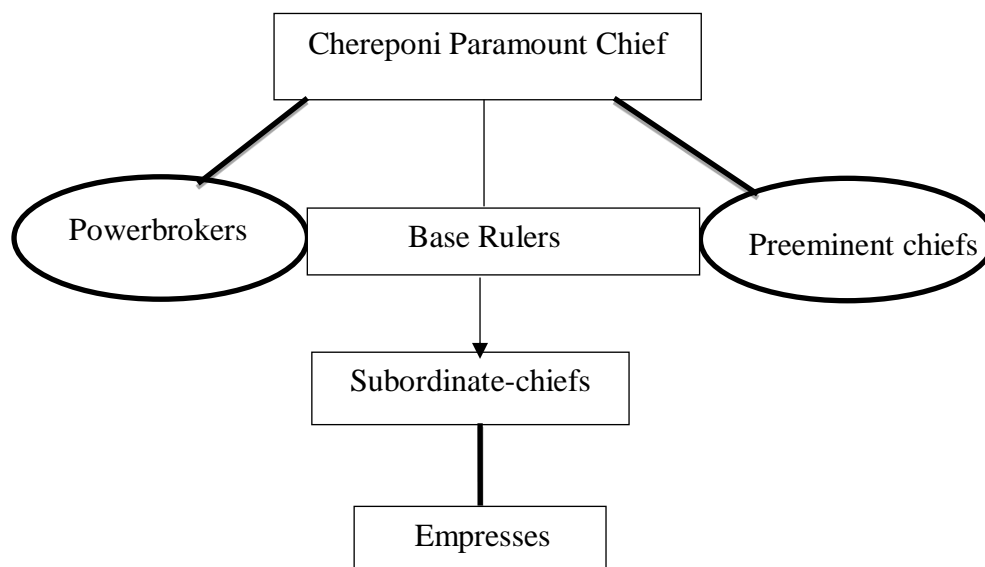 Chereponi Paramount Chief
Powerbrokers
Base Rulers
Preeminent chiefs
Subordinate-chiefs
Empresses